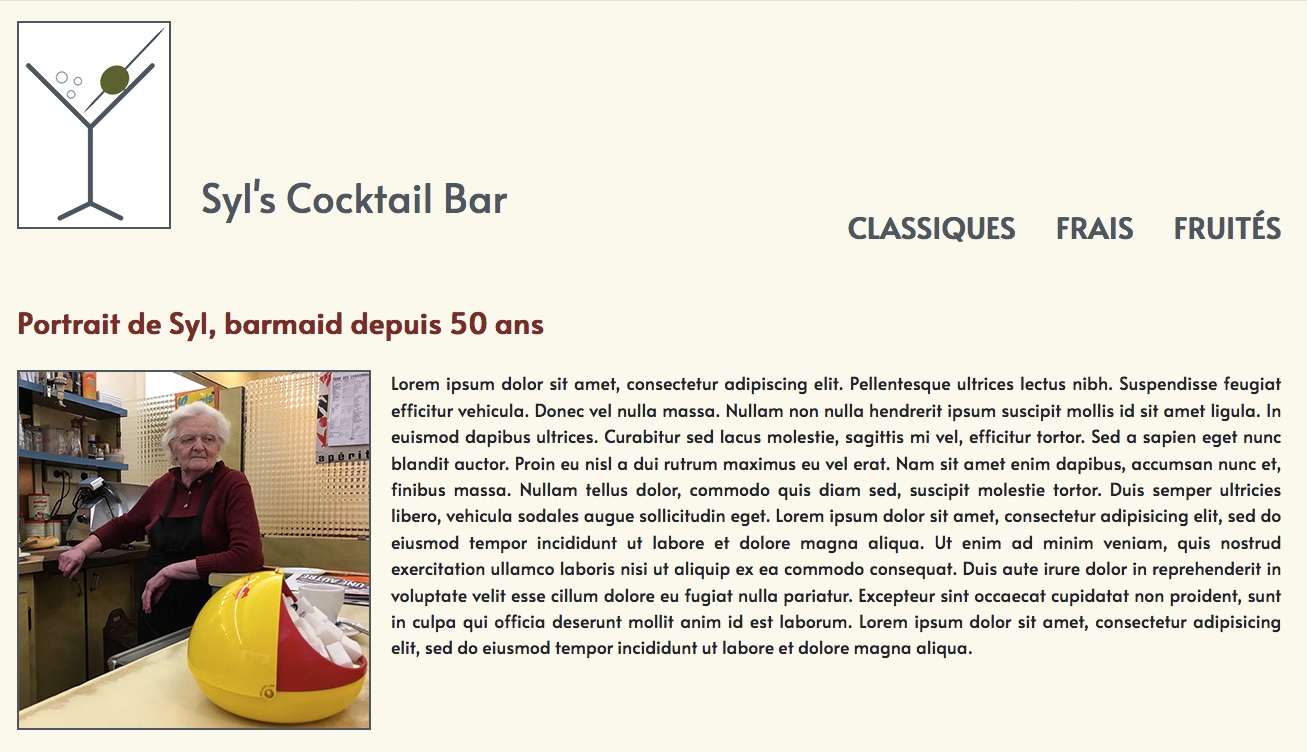 Syl's Cocktail Bar
CLASSIQUES FRAIS FRUITÉS
Portrait de Syl, barmaid depuis 50 ans
Lorem ipsum dolor sit amet, consectetur adipiscing elit. Pellentesque ultrices lectus nibh. Suspendisse feugiat
efficitur vehicula. Donec vel nulla massa. Nullam non nulla hendrerit ipsum suscipit mollis id sit amet ligula. In
euismod dapibus ultrices. Curabitur sed lacus molestie, sagittis mi vel, efficitur tortor. Sed a sapien eget nunc
blandit auctor. Proin eu nisl a dui rutrum maximus eu vel erat. Nam sit amet enim dapibus, accumsan nunc et,
finibus massa. Nullam tellus dolor, commodo quis diam sed, suscipit molestie tortor. Duis semper ultricies
libero, vehicula sodales augue sollicitudin eget. Lorem ipsum dolor sit amet, consectetur adipisicing elit, sed do
eiusmod tempor incididunt ut labore et dolore magna aliqua. Ut enim ad minim veniam, quis nostrud
exercitation ullamco laboris nisi ut aliquip ex ea commodo consequat. Duis aute irure dolor in reprehenderit in
voluptate velit esse cillum dolore eu fugiat nulla pariatur. Excepteur sint occaecat cupidatat non proident, sunt
in culpa qui officia deserunt mollit anim id est laborum. Lorem ipsum dolor sit amet, consectetur adipisicing
elit, sed do eiusmod tempor incididunt ut labore et dolore magna aliqua.
apérit
UNE AUTRE